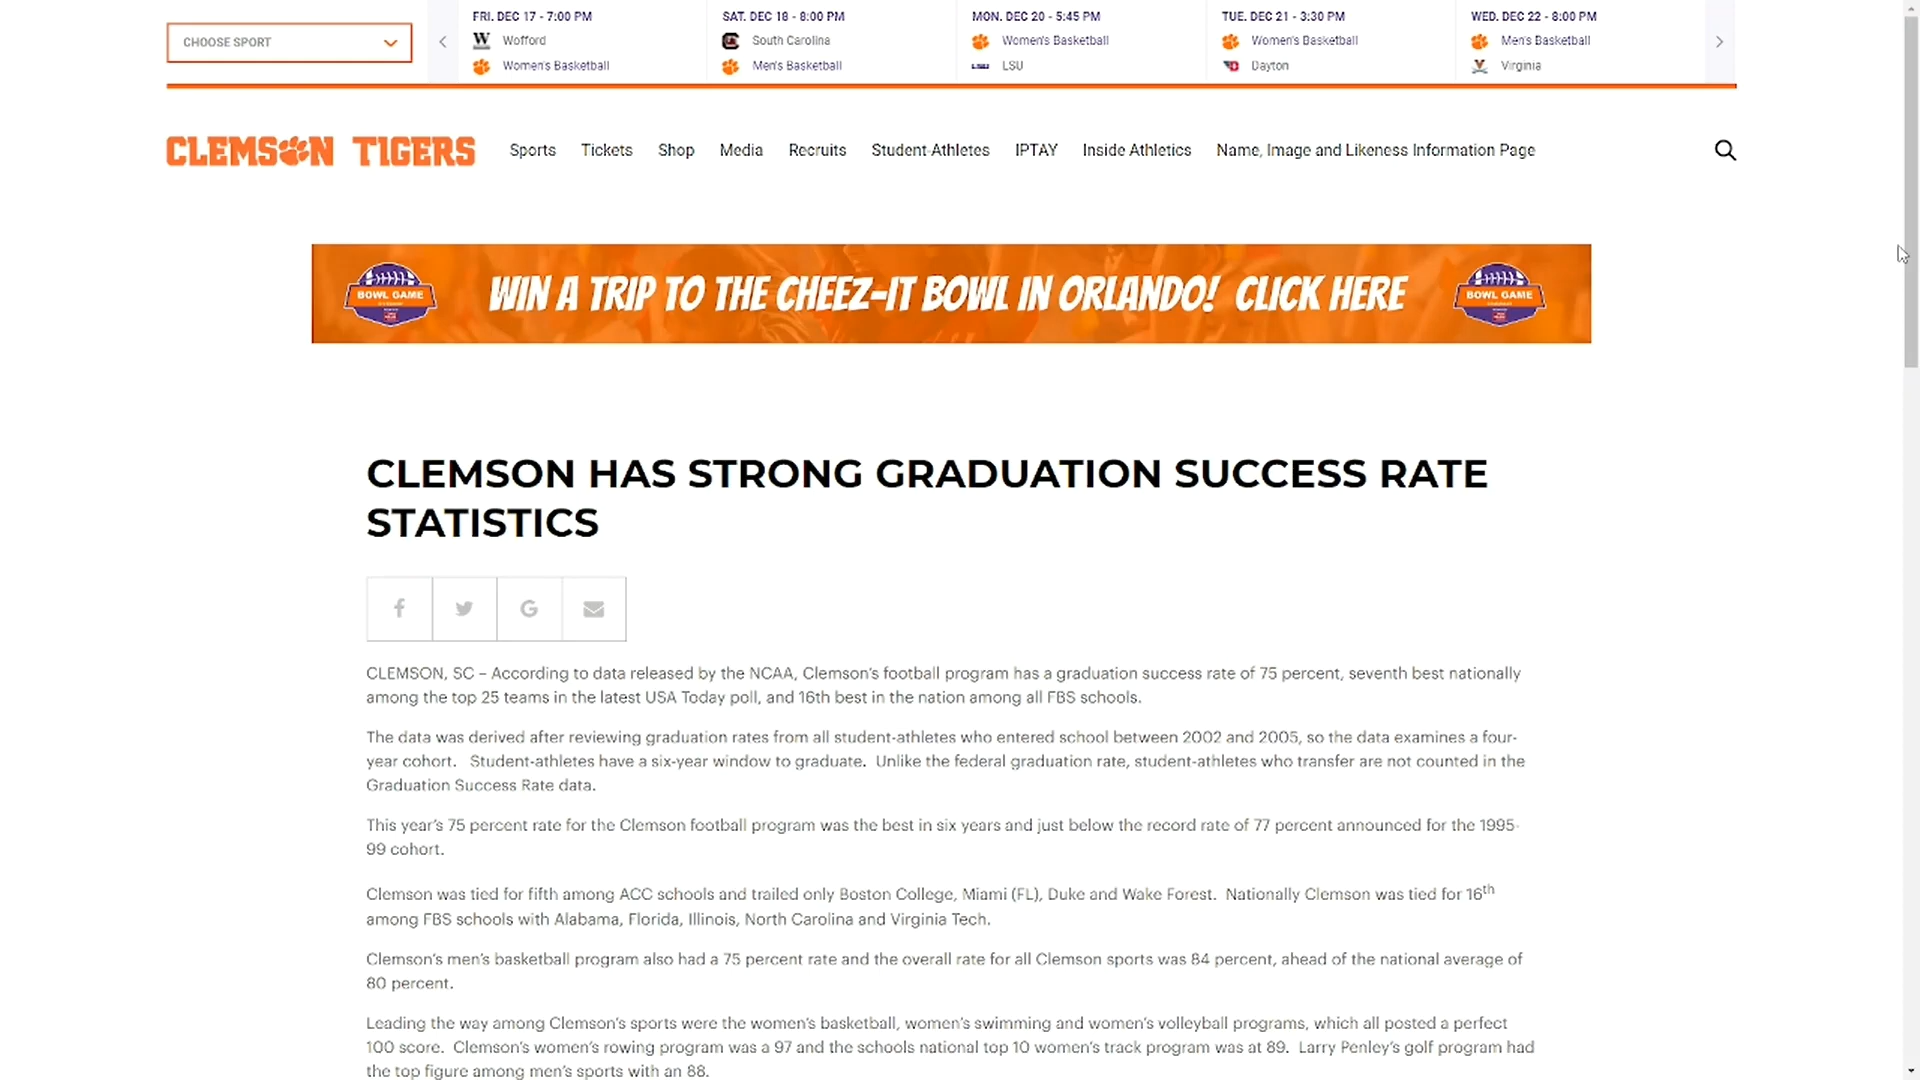 CHOOSE SPORT
FRI. DEC 17 - 7:00 PM
Wofford
Women's Basketball
SAT. DEC 18 - 8:00 PM
South Carolina
Men's Basketball
MON. DEC 20 - 5:45 PM
Women's Basketball
LSU
TUE. DEC 21 - 3:30 PM
Women's Basketball
Dayton
WED. DEC 22 - 8:00 PM
Men's Basketball
Virginia
CLEMSON TIGERS
Sports Tickets Shop Media Recruits Student-Athletes IPTAY Inside Athletics Name, Image and Likeness Information Page
BOWL GAME
WIN A TRIP TO THE CHEEZ-IT BOWL IN ORLANDO! CLICK HERE
BOWL GAME
CLEMSON HAS STRONG GRADUATION SUCCESS RATE
STATISTICS
CLEMSON, SC – According to data released by the NCAA, Clemson's football program has a graduation success rate of 75 percent, seventh best nationally
among the top 25 teams in the latest USA Today poll, and 16th best in the nation among all FBS schools.
The data was derived after reviewing graduation rates from all student-athletes who entered school between 2002 and 2005, so the data examines a four-
year cohort. Student-athletes have a six-year window to graduate. Unlike the federal graduation rate, student-athletes who transfer are not counted in the
Graduation Success Rate data.
This year's 75 percent rate for the Clemson football program was the best in six years and just below the record rate of 77 percent announced for the 1995-
99 cohort.
Clemson was tied for fifth among ACC schools and trailed only Boston College, Miami (FL), Duke and Wake Forest. Nationally Clemson was tied for 16th
among FBS schools with Alabama, Florida, Illinois, North Carolina and Virginia Tech.
Clemson's men's basketball program also had a 75 percent rate and the overall rate for all Clemson sports was 84 percent, ahead of the national average of
80 percent.
Leading the way among Clemson's sports were the women's basketball, women's swimming and women's volleyball programs, which all posted a perfect
100 score. Clemson's women's rowing program was a 97 and the schools national top 10 women's track program was at 89. Larry Penley's golf program had
the top figure among men's sports with an 88.